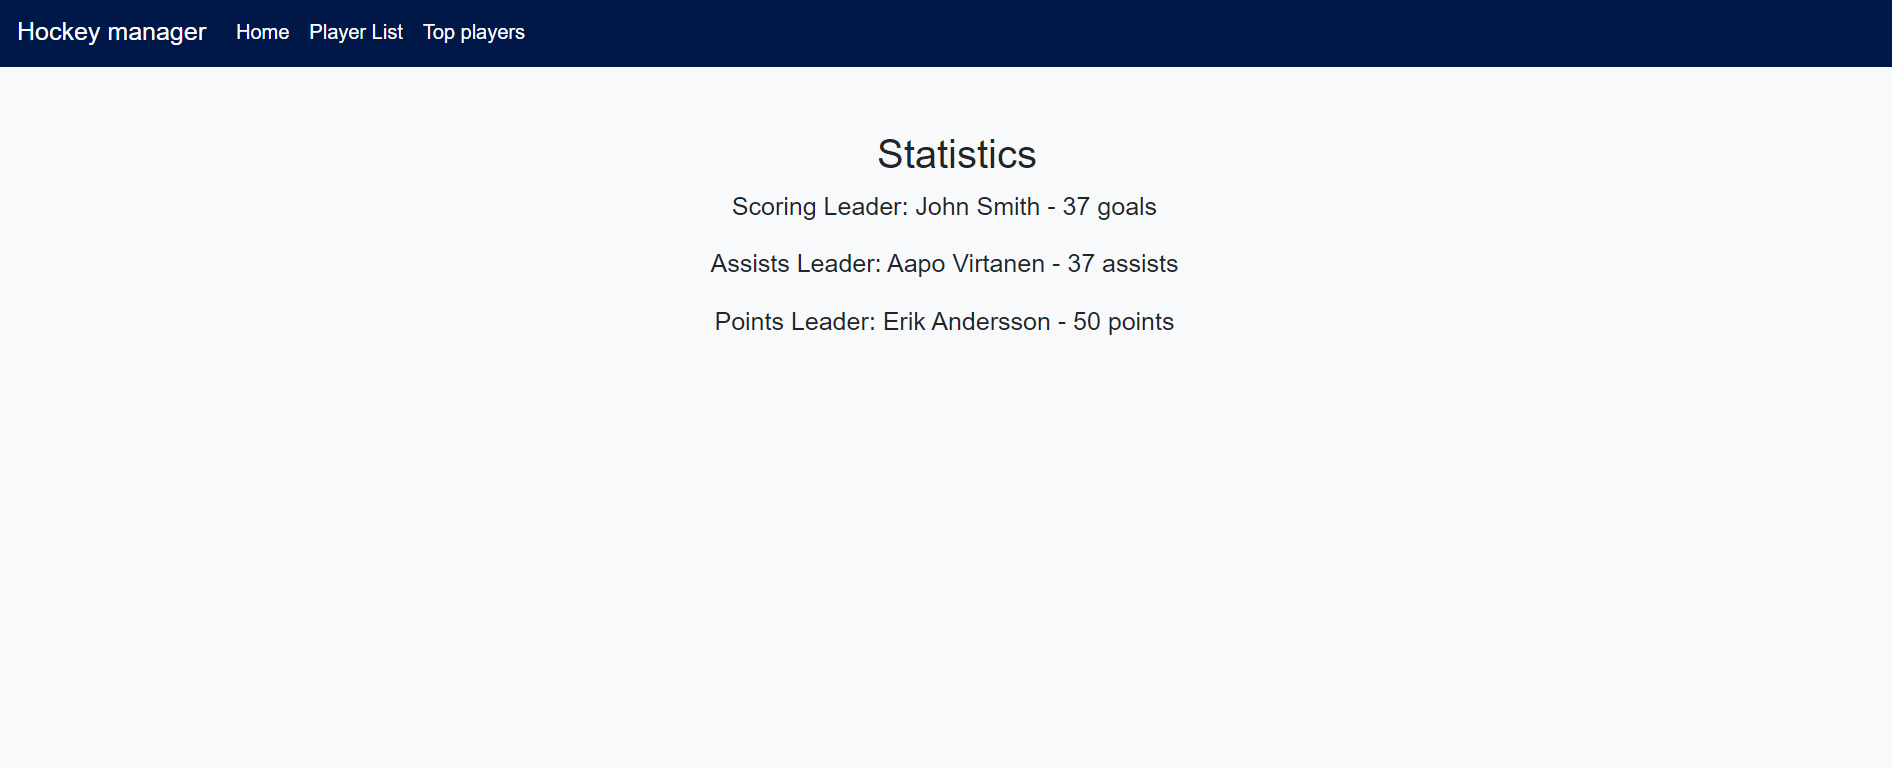 Hockey manager Home Player List Top players
Statistics
Scoring Leader: John Smith - 37 goals
Assists Leader: Aapo Virtanen - 37 assists
Points Leader: Erik Andersson - 50 points